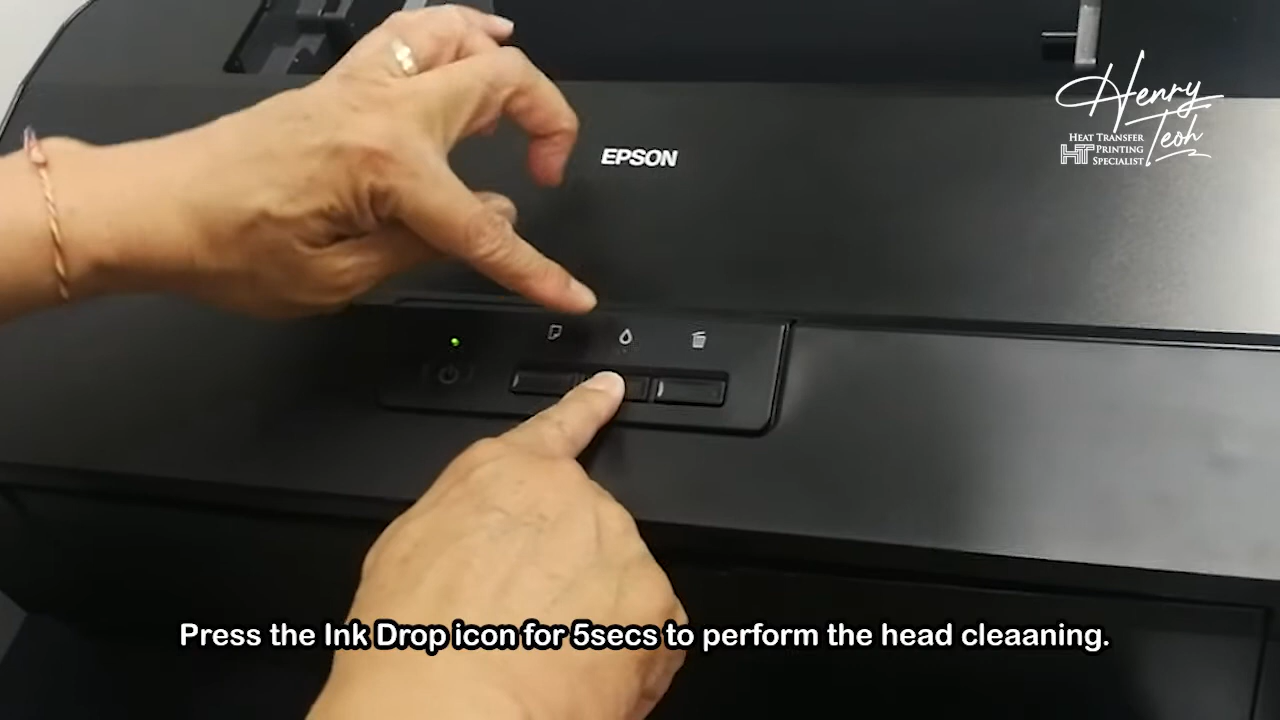 EPSON
Henry
Teoh
HEAT TRANSFER
HT PRINTING
SPECIALIST
Press the Ink Drop icon for 5secs to perform the head cleaaning.